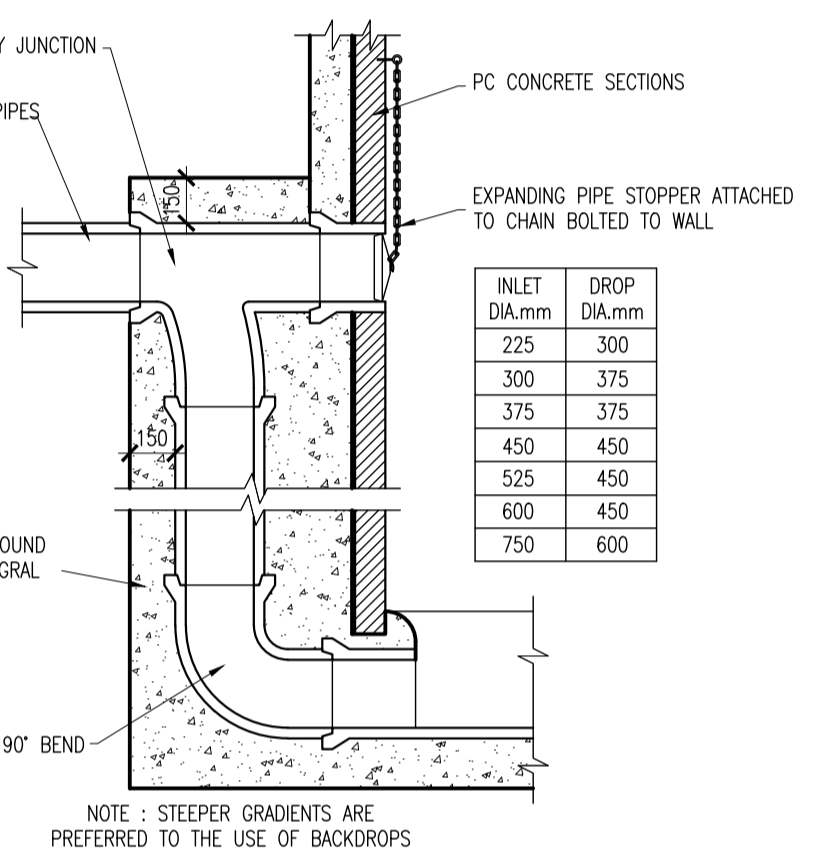 Y JUNCTION
PIPES
150
PC CONCRETE SECTIONS
EXPANDING PIPE STOPPER ATTACHED
TO CHAIN BOLTED TO WALL
INLET DIA.mm DROP DIA.mm
225 300
300 375
375 375
450 450
525 450
600 450
750 600
150
OUND
GRAL
90° BEND
NOTE : STEEPER GRADIENTS ARE
PREFERRED TO THE USE OF BACKDROPS